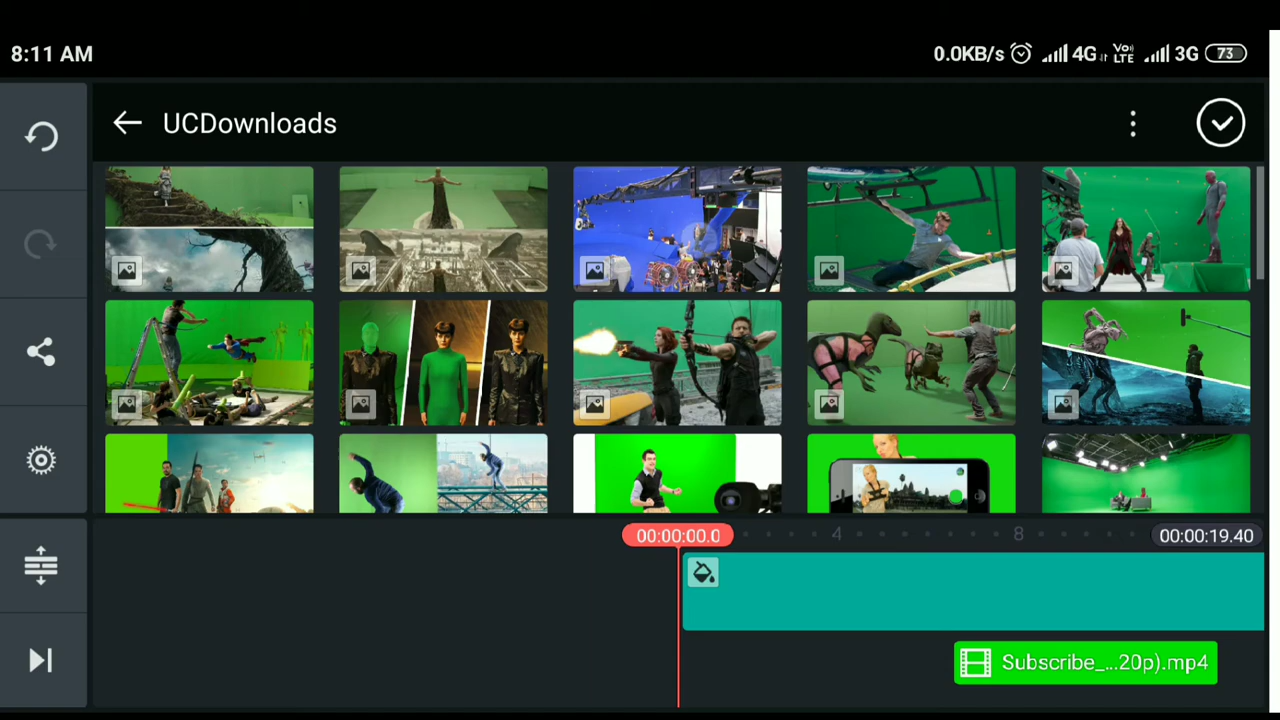 8:11 AM
0.0KB/s 4G Vo) LTE 3G 73
UCDownloads
00:00:00.0 4 8 00:00:19.40
Subscribe_...20p).mp4